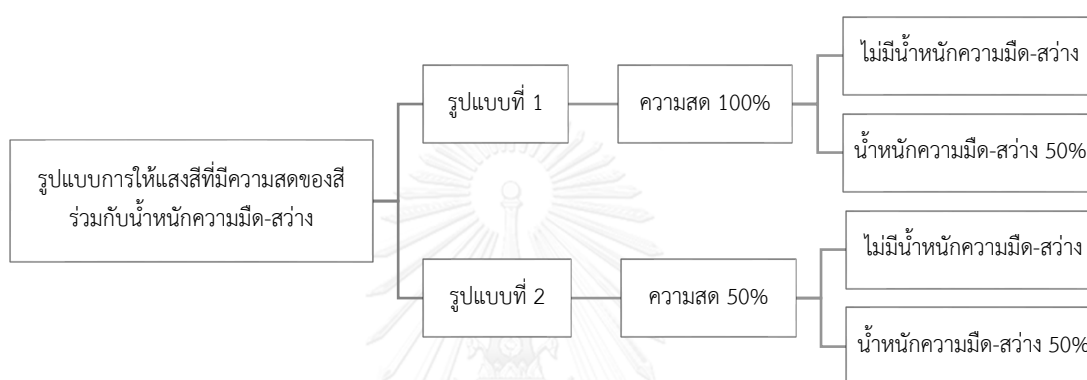 รูปแบบการให้แสงสีที่มีความสดของสี
ร่วมกับน้ำหนักความมืด-สว่าง
รูปแบบที่ 1
ความสด 100%
ไม่มีน้ำหนักความมืด-สว่าง
น้ำหนักความมืด-สว่าง 50%
รูปแบบที่ 2
ความสด 50%
ไม่มีน้ำหนักความมืด-สว่าง
น้ำหนักความมืด-สว่าง 50%